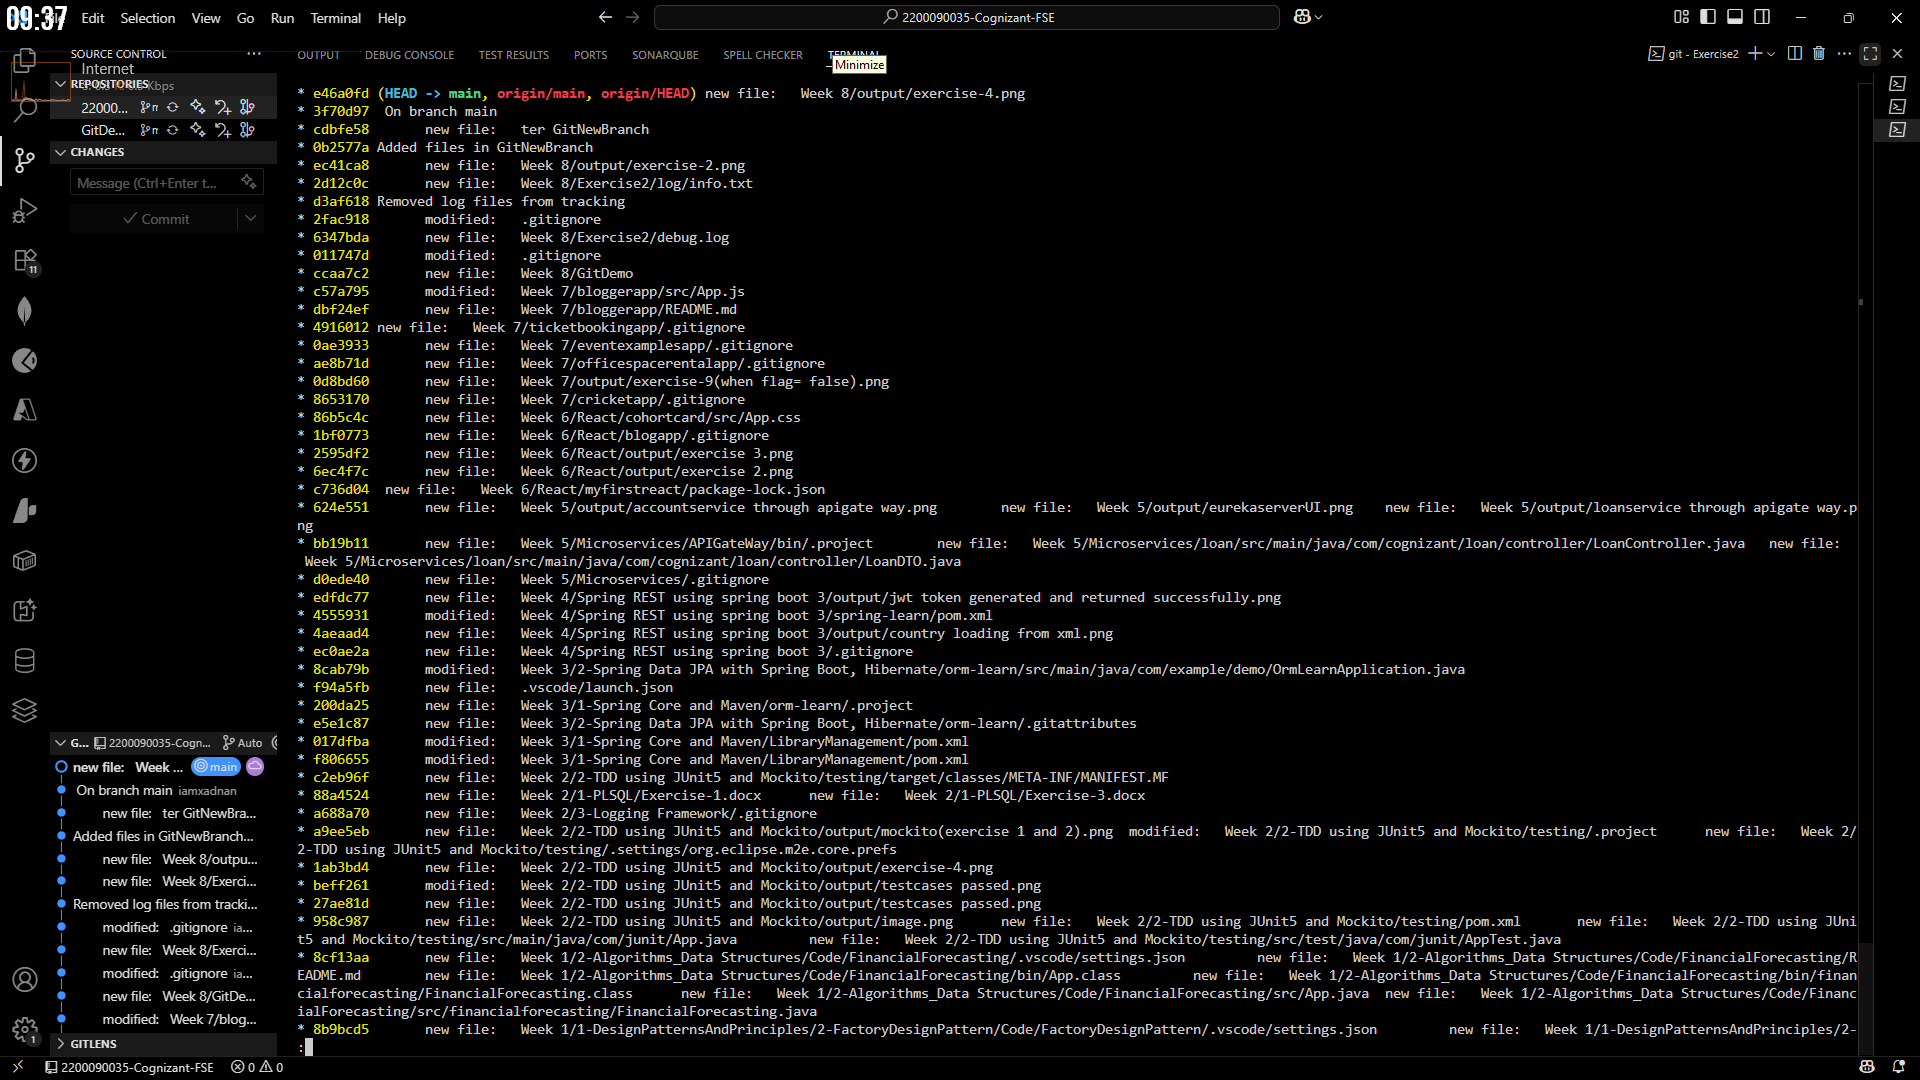 09:37
Edit Selection View Go Run Terminal Help
2200090035-Cognizant-FSE
SOURCE CONTROL
Internet
REPOSITORIES
Kbps
22000...
GitDe...
CHANGES
Message (Ctrl+Enter t...
Commit
11
G... 2200090035-Cogn... Auto
new file: Week ... main
On branch main iamxadnan
new file: ter GitNewBra...
Added files in GitNewBranch...
new file: Week 8/outpu...
new file: Week 8/Exerci...
Removed log files from tracki...
modified: .gitignore ia...
new file: Week 8/Exerci...
modified: .gitignore ia...
new file: Week 8/GitDe...
modified: Week 7/blog...
GITLENS
1
OUTPUT DEBUG CONSOLE TEST RESULTS PORTS SONARQUBE SPELL CHECKER TERMINAL
Minimize
git - Exercise2
* e46a0fd (HEAD -> main, origin/main, origin/HEAD) new file: Week 8/output/exercise-4.png
* 3f70d97 On branch main
* cdbfe58 new file: ter GitNewBranch
* 0b2577a Added files in GitNewBranch
* ec41ca8 new file: Week 8/output/exercise-2.png
* 2d12c0c new file: Week 8/Exercise2/log/info.txt
* d3af618 Removed log files from tracking
* 2fac918 modified: .gitignore
* 6347bda new file: Week 8/Exercise2/debug.log
* 011747d modified: .gitignore
* ccaa7c2 new file: Week 8/GitDemo
* c57a795 modified: Week 7/bloggerapp/src/App.js
* dbf24ef new file: Week 7/bloggerapp/README.md
* 4916012 new file: Week 7/ticketbookingapp/.gitignore
* 0ae3933 new file: Week 7/eventexamplesapp/.gitignore
* ae8b71d new file: Week 7/officespacerentalapp/.gitignore
* 0d8bd60 new file: Week 7/output/exercise-9(when flag= false).png
* 8653170 new file: Week 7/cricketapp/.gitignore
* 86b5c4c new file: Week 6/React/cohortcard/src/App.css
* 1bf0773 new file: Week 6/React/blogapp/.gitignore
* 2595df2 new file: Week 6/React/output/exercise 3.png
* 6ec4f7c new file: Week 6/React/output/exercise 2.png
* c736d04 new file: Week 6/React/myfirstreact/package-lock.json
* 624e551 new file: Week 5/output/accountservice through apigate way.png new file: Week 5/output/eurekaserverUI.png new file: Week 5/output/loanservice through apigate way.p
ng
* bb19b11 new file: Week 5/Microservices/APIGateWay/bin/.project new file: Week 5/Microservices/loan/src/main/java/com/cognizant/loan/controller/LoanController.java new file:
Week 5/Microservices/loan/src/main/java/com/cognizant/loan/controller/LoanDTO.java
* d0ede40 new file: Week 5/Microservices/.gitignore
* edfdc77 new file: Week 4/Spring REST using spring boot 3/output/jwt token generated and returned successfully.png
* 4555931 modified: Week 4/Spring REST using spring boot 3/spring-learn/pom.xml
* 4aeaad4 new file: Week 4/Spring REST using spring boot 3/output/country loading from xml.png
* ec0ae2a new file: Week 4/Spring REST using spring boot 3/.gitignore
* 8cab79b modified: Week 3/2-Spring Data JPA with Spring Boot, Hibernate/orm-learn/src/main/java/com/example/demo/OrmLearnApplication.java
* f94a5fb new file: .vscode/launch.json
* 200da25 new file: Week 3/1-Spring Core and Maven/orm-learn/.project
* e5e1c87 new file: Week 3/2-Spring Data JPA with Spring Boot, Hibernate/orm-learn/.gitattributes
* 017dfba modified: Week 3/1-Spring Core and Maven/LibraryManagement/pom.xml
* f806655 modified: Week 3/1-Spring Core and Maven/LibraryManagement/pom.xml
* c2eb96f new file: Week 2/2-TDD using JUnit5 and Mockito/testing/target/classes/META-INF/MANIFEST.MF
* 88a4524 new file: Week 2/1-PLSQL/Exercise-1.docx new file: Week 2/1-PLSQL/Exercise-3.docx
* a688a70 new file: Week 2/3-Logging Framework/.gitignore
* a9ee5eb new file: Week 2/2-TDD using JUnit5 and Mockito/output/mockito(exercise 1 and 2).png modified: Week 2/2-TDD using JUnit5 and Mockito/testing/.project new file: Week 2/
2-TDD using JUnit5 and Mockito/testing/.settings/org.eclipse.m2e.core.prefs
* 1ab3bd4 new file: Week 2/2-TDD using JUnit5 and Mockito/output/exercise-4.png
* beff261 modified: Week 2/2-TDD using JUnit5 and Mockito/output/testcases passed.png
* 27ae81d new file: Week 2/2-TDD using JUnit5 and Mockito/output/testcases passed.png
* 958c987 new file: Week 2/2-TDD using JUnit5 and Mockito/output/image.png new file: Week 2/2-TDD using JUnit5 and Mockito/testing/pom.xml new file: Week 2/2-TDD using JUni
t5 and Mockito/testing/src/main/java/com/junit/App.java new file: Week 2/2-TDD using JUnit5 and Mockito/testing/src/test/java/com/junit/AppTest.java
* 8cf13aa new file: Week 1/2-Algorithms_Data Structures/Code/FinancialForecasting/.vscode/settings.json new file: Week 1/2-Algorithms_Data Structures/Code/FinancialForecasting/R
EADME.md new file: Week 1/2-Algorithms_Data Structures/Code/FinancialForecasting/bin/App.class new file: Week 1/2-Algorithms_Data Structures/Code/FinancialForecasting/bin/finan
cialforecasting/FinancialForecasting.class new file: Week 1/2-Algorithms_Data Structures/Code/FinancialForecasting/src/App.java new file: Week 1/2-Algorithms_Data Structures/Code/Financ
ialForecasting/src/financialforecasting/FinancialForecasting.java
* 8b9bcd5 new file: Week 1/1-DesignPatternsAndPrinciples/2-FactoryDesignPattern/Code/FactoryDesignPattern/.vscode/settings.json new file: Week 1/1-DesignPatternsAndPrinciples/2-
:
2200090035-Cognizant-FSE 0 0